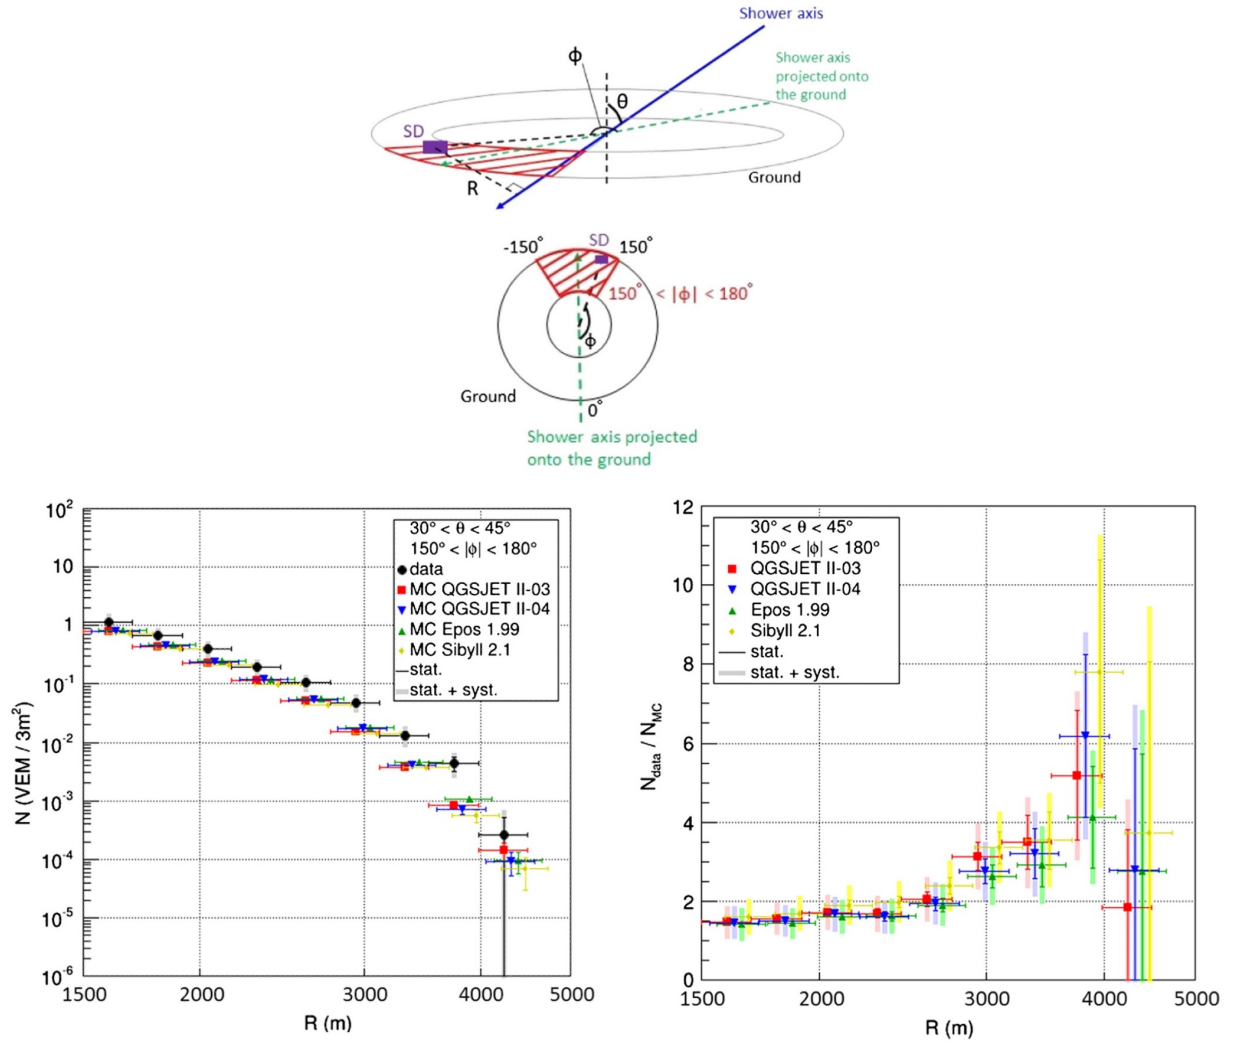 Shower axis
ϕ
Shower axis
projected onto
the ground
θ
SD
R
Ground
-150°
SD
150°
150° < |ϕ| < 180°
ϕ
Ground
0°
Shower axis projected
onto the ground
10²
10
1
10⁻¹
10⁻²
10⁻³
10⁻⁴
10⁻⁵
10⁻⁶
N (VEM / 3m²)
30° < θ < 45°
150° < |ϕ| < 180°
data
MC QGSJET II-03
MC QGSJET II-04
MC Epos 1.99
MC Sibyll 2.1
stat.
stat. + syst.
1500 2000 3000 4000 5000
R (m)
12
10
8
6
4
2
0
N_data / N_MC
30° < θ < 45°
150° < |ϕ| < 180°
QGSJET II-03
QGSJET II-04
Epos 1.99
Sibyll 2.1
stat.
stat. + syst.
1500 2000 3000 4000 5000
R (m)